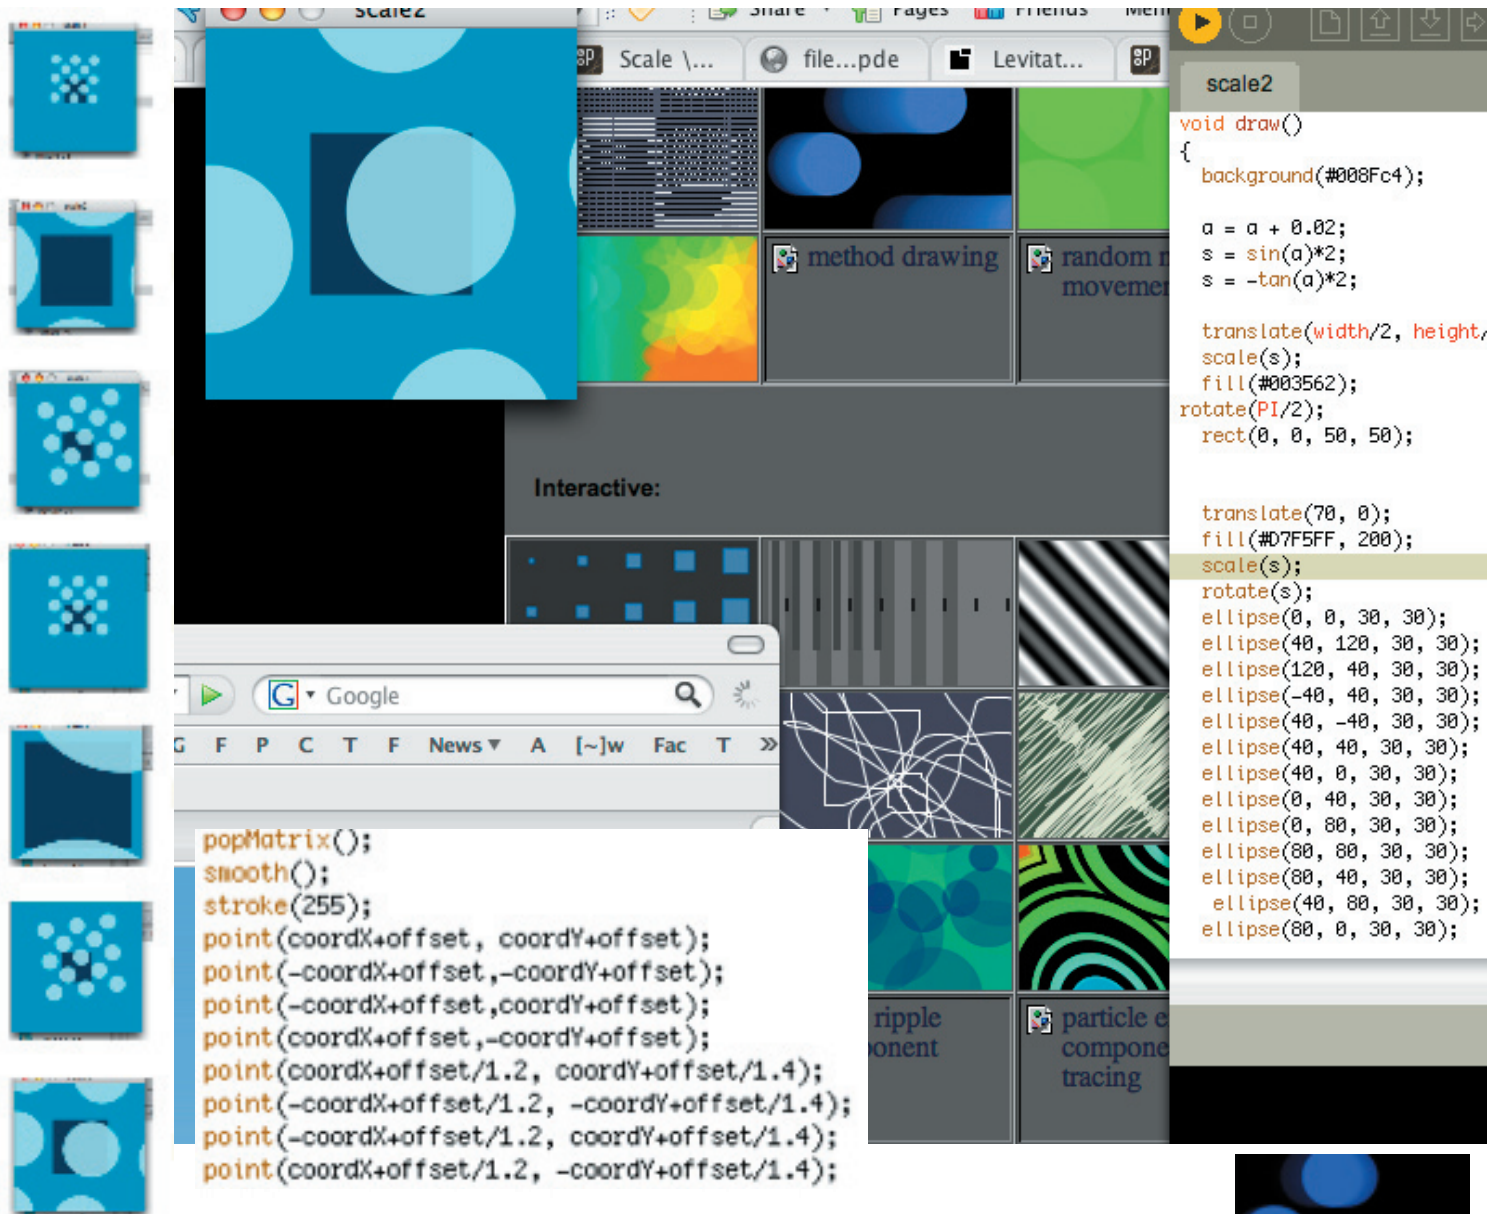 scale2
Share
Pages
Friends
Scale \...
file...pde
Levitat...
method drawing
random
movemen
Interactive:
Google
G F P C T F News ▾ A [~]w Fac T »
ripple
ponent
particle e
compone
tracing
scale2
void draw()
{
background(#008Fc4);
a = a + 0.02;
s = sin(a)*2;
s = -tan(a)*2;
translate(width/2, height/
scale(s);
fill(#003562);
rotate(PI/2);
rect(0, 0, 50, 50);
translate(70, 0);
fill(#D7F5FF, 200);
scale(s);
rotate(s);
ellipse(0, 0, 30, 30);
ellipse(40, 120, 30, 30);
ellipse(120, 40, 30, 30);
ellipse(-40, 40, 30, 30);
ellipse(40, -40, 30, 30);
ellipse(40, 40, 30, 30);
ellipse(40, 0, 30, 30);
ellipse(0, 40, 30, 30);
ellipse(0, 80, 30, 30);
ellipse(80, 80, 30, 30);
ellipse(80, 40, 30, 30);
ellipse(40, 80, 30, 30);
ellipse(80, 0, 30, 30);
popMatrix();
smooth();
stroke(255);
point(coordX+offset, coordY+offset);
point(-coordX+offset,-coordY+offset);
point(-coordX+offset,coordY+offset);
point(coordX+offset,-coordY+offset);
point(coordX+offset/1.2, coordY+offset/1.4);
point(-coordX+offset/1.2, -coordY+offset/1.4);
point(-coordX+offset/1.2, coordY+offset/1.4);
point(coordX+offset/1.2, -coordY+offset/1.4);